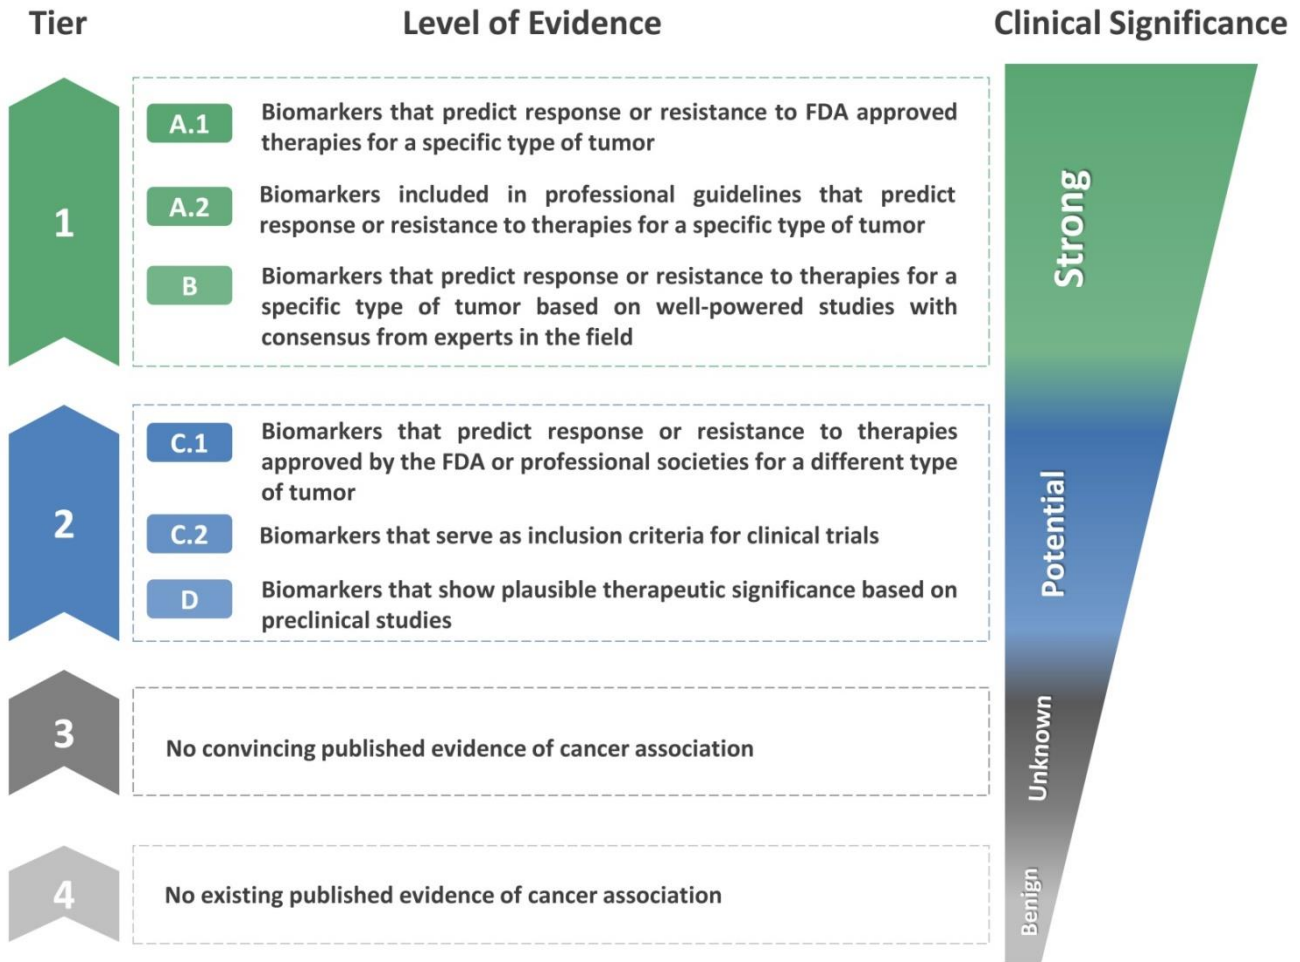 Tier Level of Evidence Clinical Significance
1
A.1 Biomarkers that predict response or resistance to FDA approved
therapies for a specific type of tumor
A.2 Biomarkers included in professional guidelines that predict
response or resistance to therapies for a specific type of tumor
B Biomarkers that predict response or resistance to therapies for a
specific type of tumor based on well-powered studies with
consensus from experts in the field
Strong
2
C.1 Biomarkers that predict response or resistance to therapies
approved by the FDA or professional societies for a different type
of tumor
C.2 Biomarkers that serve as inclusion criteria for clinical trials
D Biomarkers that show plausible therapeutic significance based on
preclinical studies
Potential
3
No convincing published evidence of cancer association
Unknown
4
No existing published evidence of cancer association
Benign